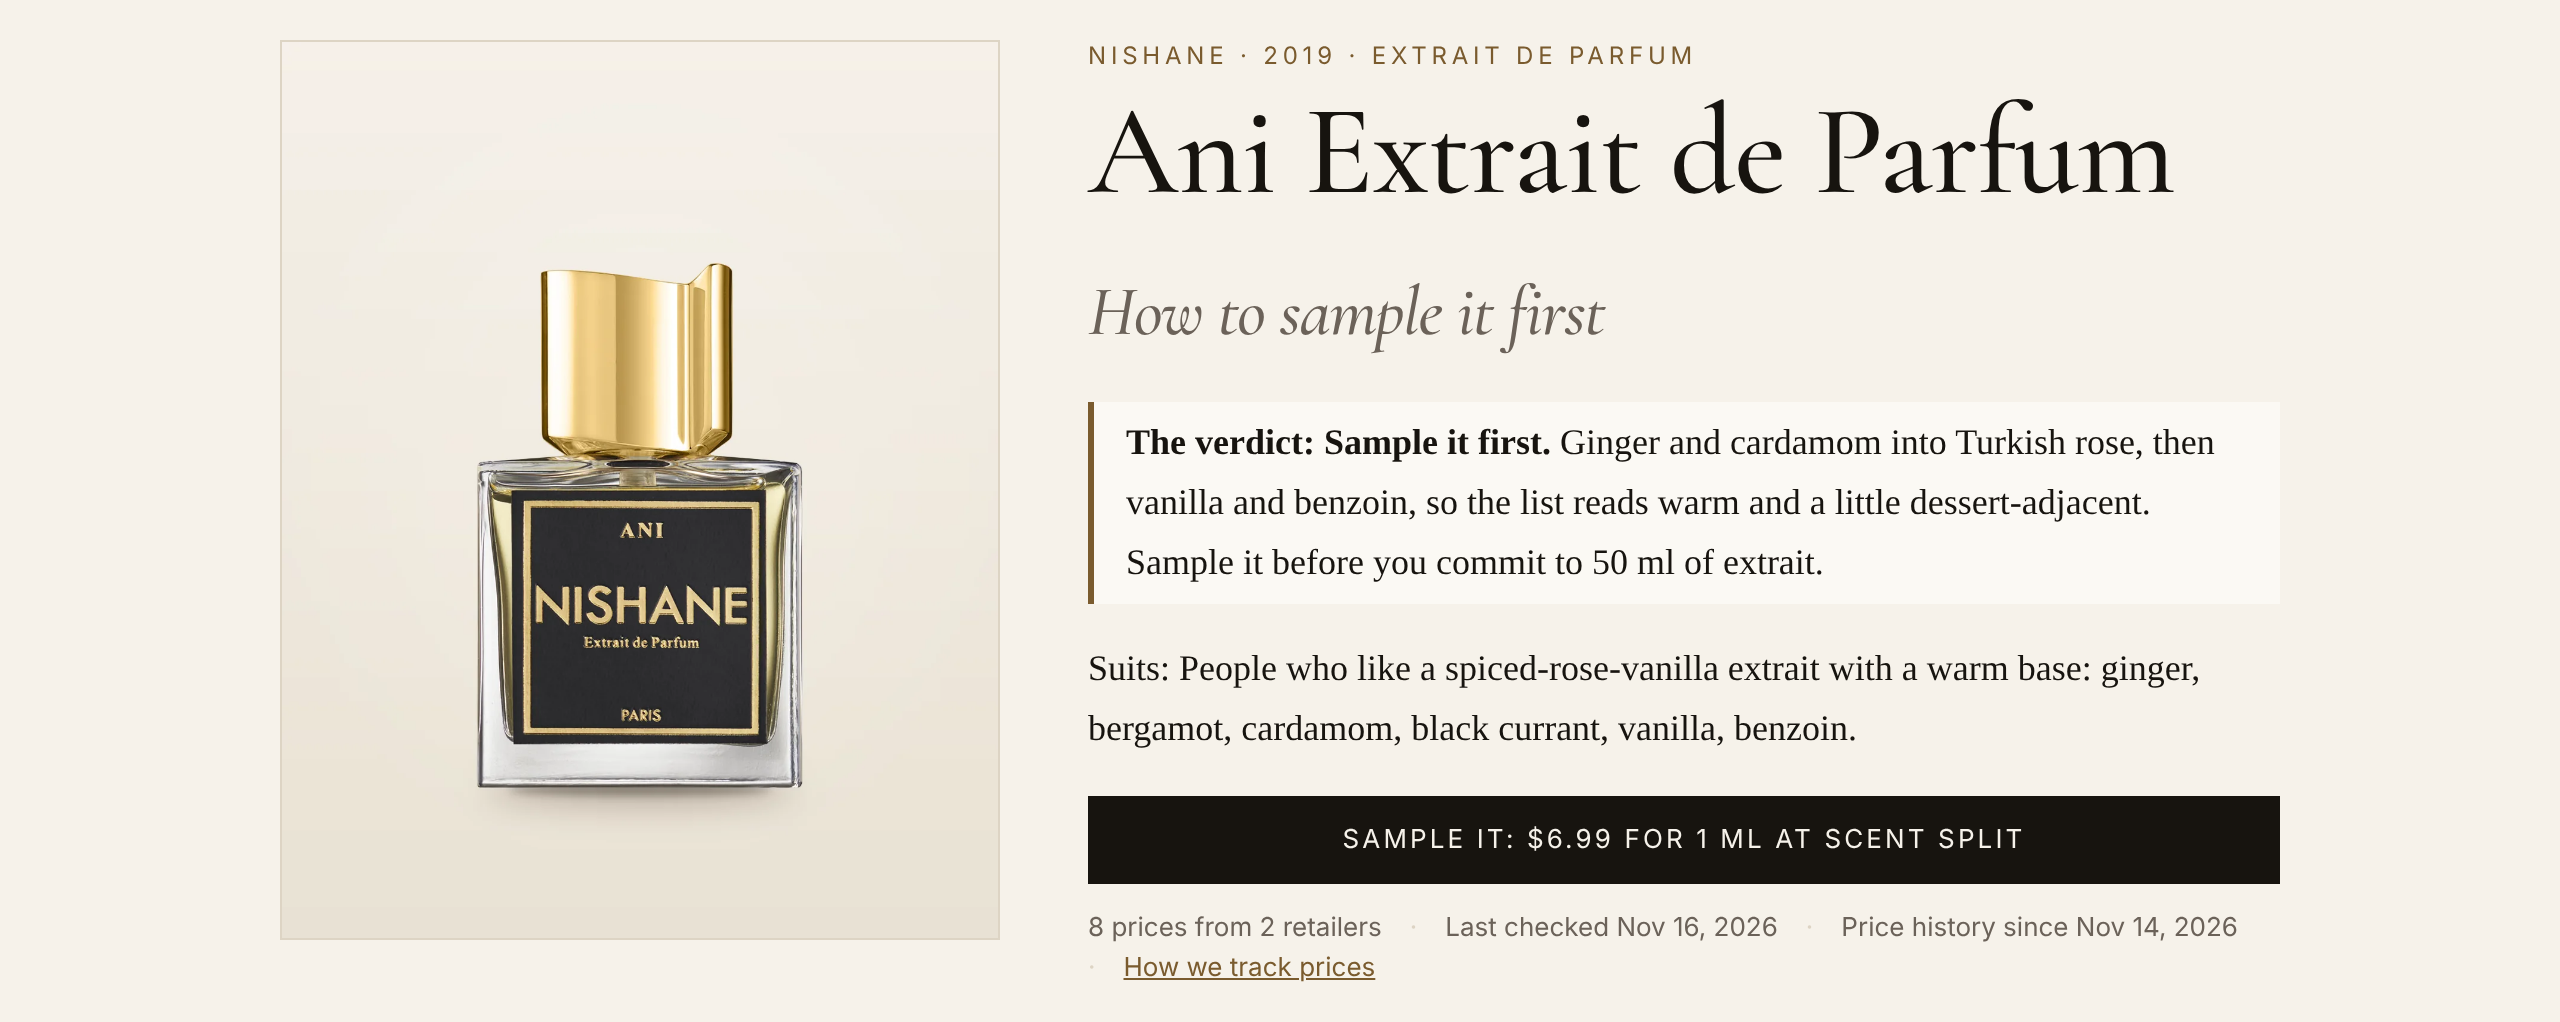 NISHANE · 2019 · EXTRAIT DE PARFUM
Ani Extrait de Parfum
How to sample it first
The verdict: Sample it first. Ginger and cardamom into Turkish rose, then
vanilla and benzoin, so the list reads warm and a little dessert-adjacent.
Sample it before you commit to 50 ml of extrait.
Suits: People who like a spiced-rose-vanilla extrait with a warm base: ginger,
bergamot, cardamom, black currant, vanilla, benzoin.
SAMPLE IT: $6.99 FOR 1 ML AT SCENT SPLIT
8 prices from 2 retailers · Last checked Nov 16, 2026 · Price history since Nov 14, 2026
· How we track prices
ANI
NISHANE
Extrait de Parfum
PARIS